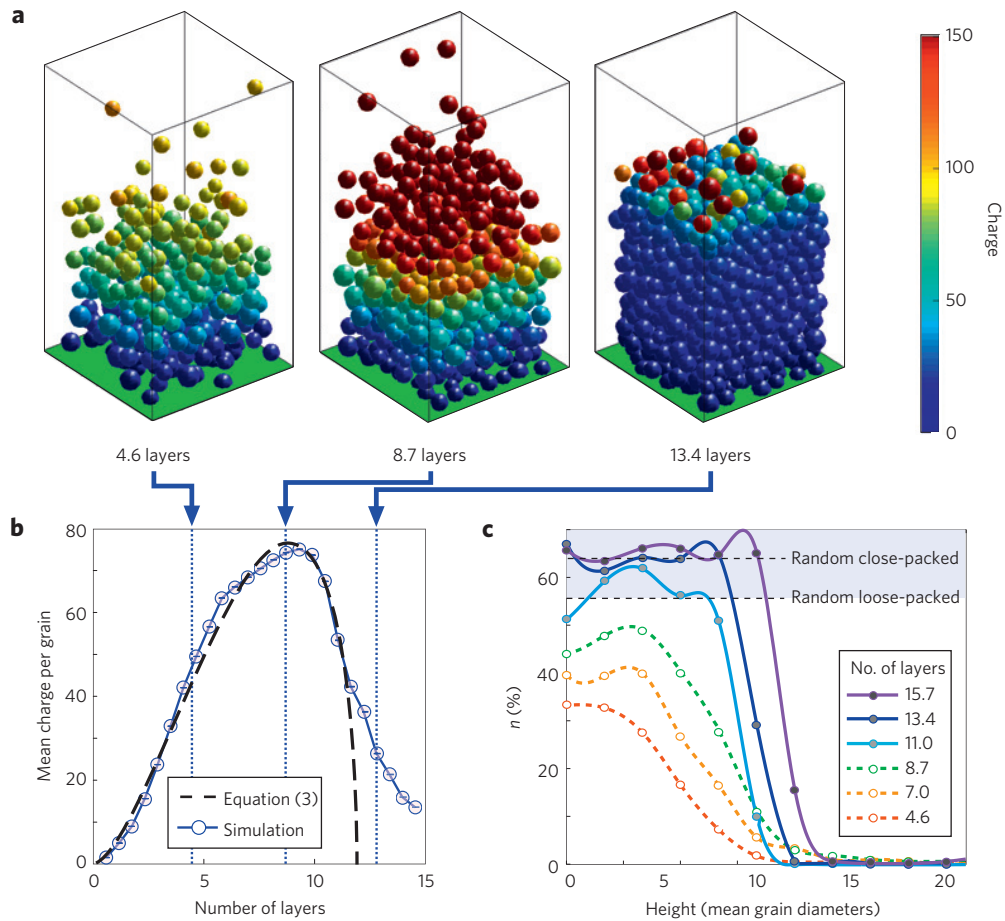 a
150
100
50
0
Charge
4.6 layers
8.7 layers
13.4 layers
b
80
60
40
20
0
Mean charge per grain
Equation (3)
Simulation
0
5
10
15
Number of layers
c
60
40
20
0
n (%)
Random close-packed
Random loose-packed
No. of layers
15.7
13.4
11.0
8.7
7.0
4.6
0
5
10
15
20
Height (mean grain diameters)